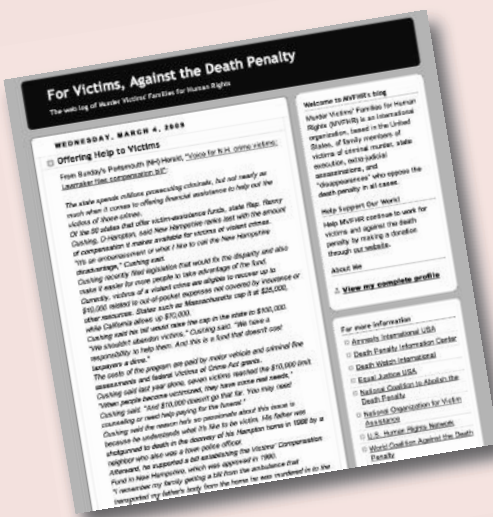 For Victims, Against the Death Penalty
The web log of Murder Victims' Families for Human Rights
WEDNESDAY, MARCH 4, 2009
Offering Help to Victims
From Sunday's Portsmouth (NH) Herald, "Voice for N.H. crime victims:
Lawmaker files compensation bill":
The state spends millions prosecuting criminals, but not nearly as
much when it comes to offering financial assistance to help out the
victims of those crimes.
Of the 50 states that offer victim-assistance funds, state Rep. Renny
Cushing, D-Hampton, said New Hampshire ranks last with the amount
of compensation it makes available for victims of violent crimes.
"It's an embarrassment or what I like to call the New Hampshire
disadvantage," Cushing said.
Cushing recently filed legislation that would fix the disparity and also
make it easier for more people to take advantage of the fund.
Currently, victims of a violent crime are eligible to recover up to
$10,000 related to out-of-pocket expenses not covered by insurance or
other resources. States such as Massachusetts cap it at $25,000,
while California allows up to $70,000.
Cushing said his bill would raise the cap in the state to $100,000.
"We shouldn't abandon victims," Cushing said. "We have a
responsibility to help them. And this is a fund that doesn't cost
taxpayers a dime."
The costs of the program are paid by motor vehicle and criminal fine
assessments and federal Victims of Crime Act grants.
Cushing said last year alone, seven victims reached the $10,000 limit.
"When people become victimized, they have some real needs,"
Cushing said. "And $10,000 doesn't go that far. You may need
counseling or need help paying for the funeral."
Cushing said the reason he's so passionate about this issue is
because he understands what it's like to be victim. His father was
shotgunned to death in the doorway of his Hampton home in 1988 by a
neighbor who also was a town police officer.
Afterward, he supported a bill establishing the Victims' Compensation
Fund in New Hampshire, which was approved in 1990.
"I remember my family getting a bill from the ambulance that
transported my father's body from the home he was murdered in to the
Welcome to MVFHR's blog
Murder Victims' Families for Human
Rights (MVFHR) is an international
organization, based in the United
States, of family members of
victims of criminal murder, state
execution, extrajudicial
assassinations, and
"disappearances" who oppose the
death penalty in all cases.
Help Support Our Work!
Help MVFHR continue to work for
victims and against the death
penalty by making a donation
through our website.
About Me
View my complete profile
For more information
Amnesty International USA
Death Penalty Information Center
Death Watch International
Equal Justice USA
National Coalition to Abolish the
Death Penalty
National Organization for Victim
Assistance
U.S. Human Rights Network
World Coalition Against the Death
Penalty